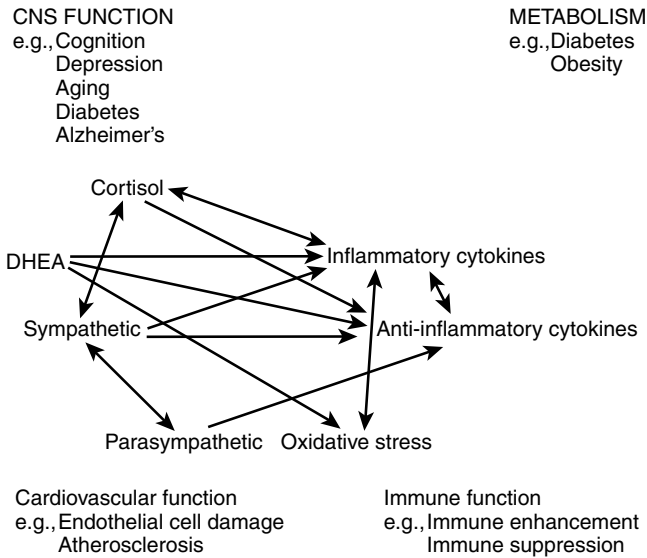 CNS FUNCTION
e.g., Cognition
Depression
Aging
Diabetes
Alzheimer's
METABOLISM
e.g., Diabetes
Obesity
Cortisol
DHEA
Inflammatory cytokines
Sympathetic
Anti-inflammatory cytokines
Parasympathetic
Oxidative stress
Cardiovascular function
e.g., Endothelial cell damage
Atherosclerosis
Immune function
e.g., Immune enhancement
Immune suppression